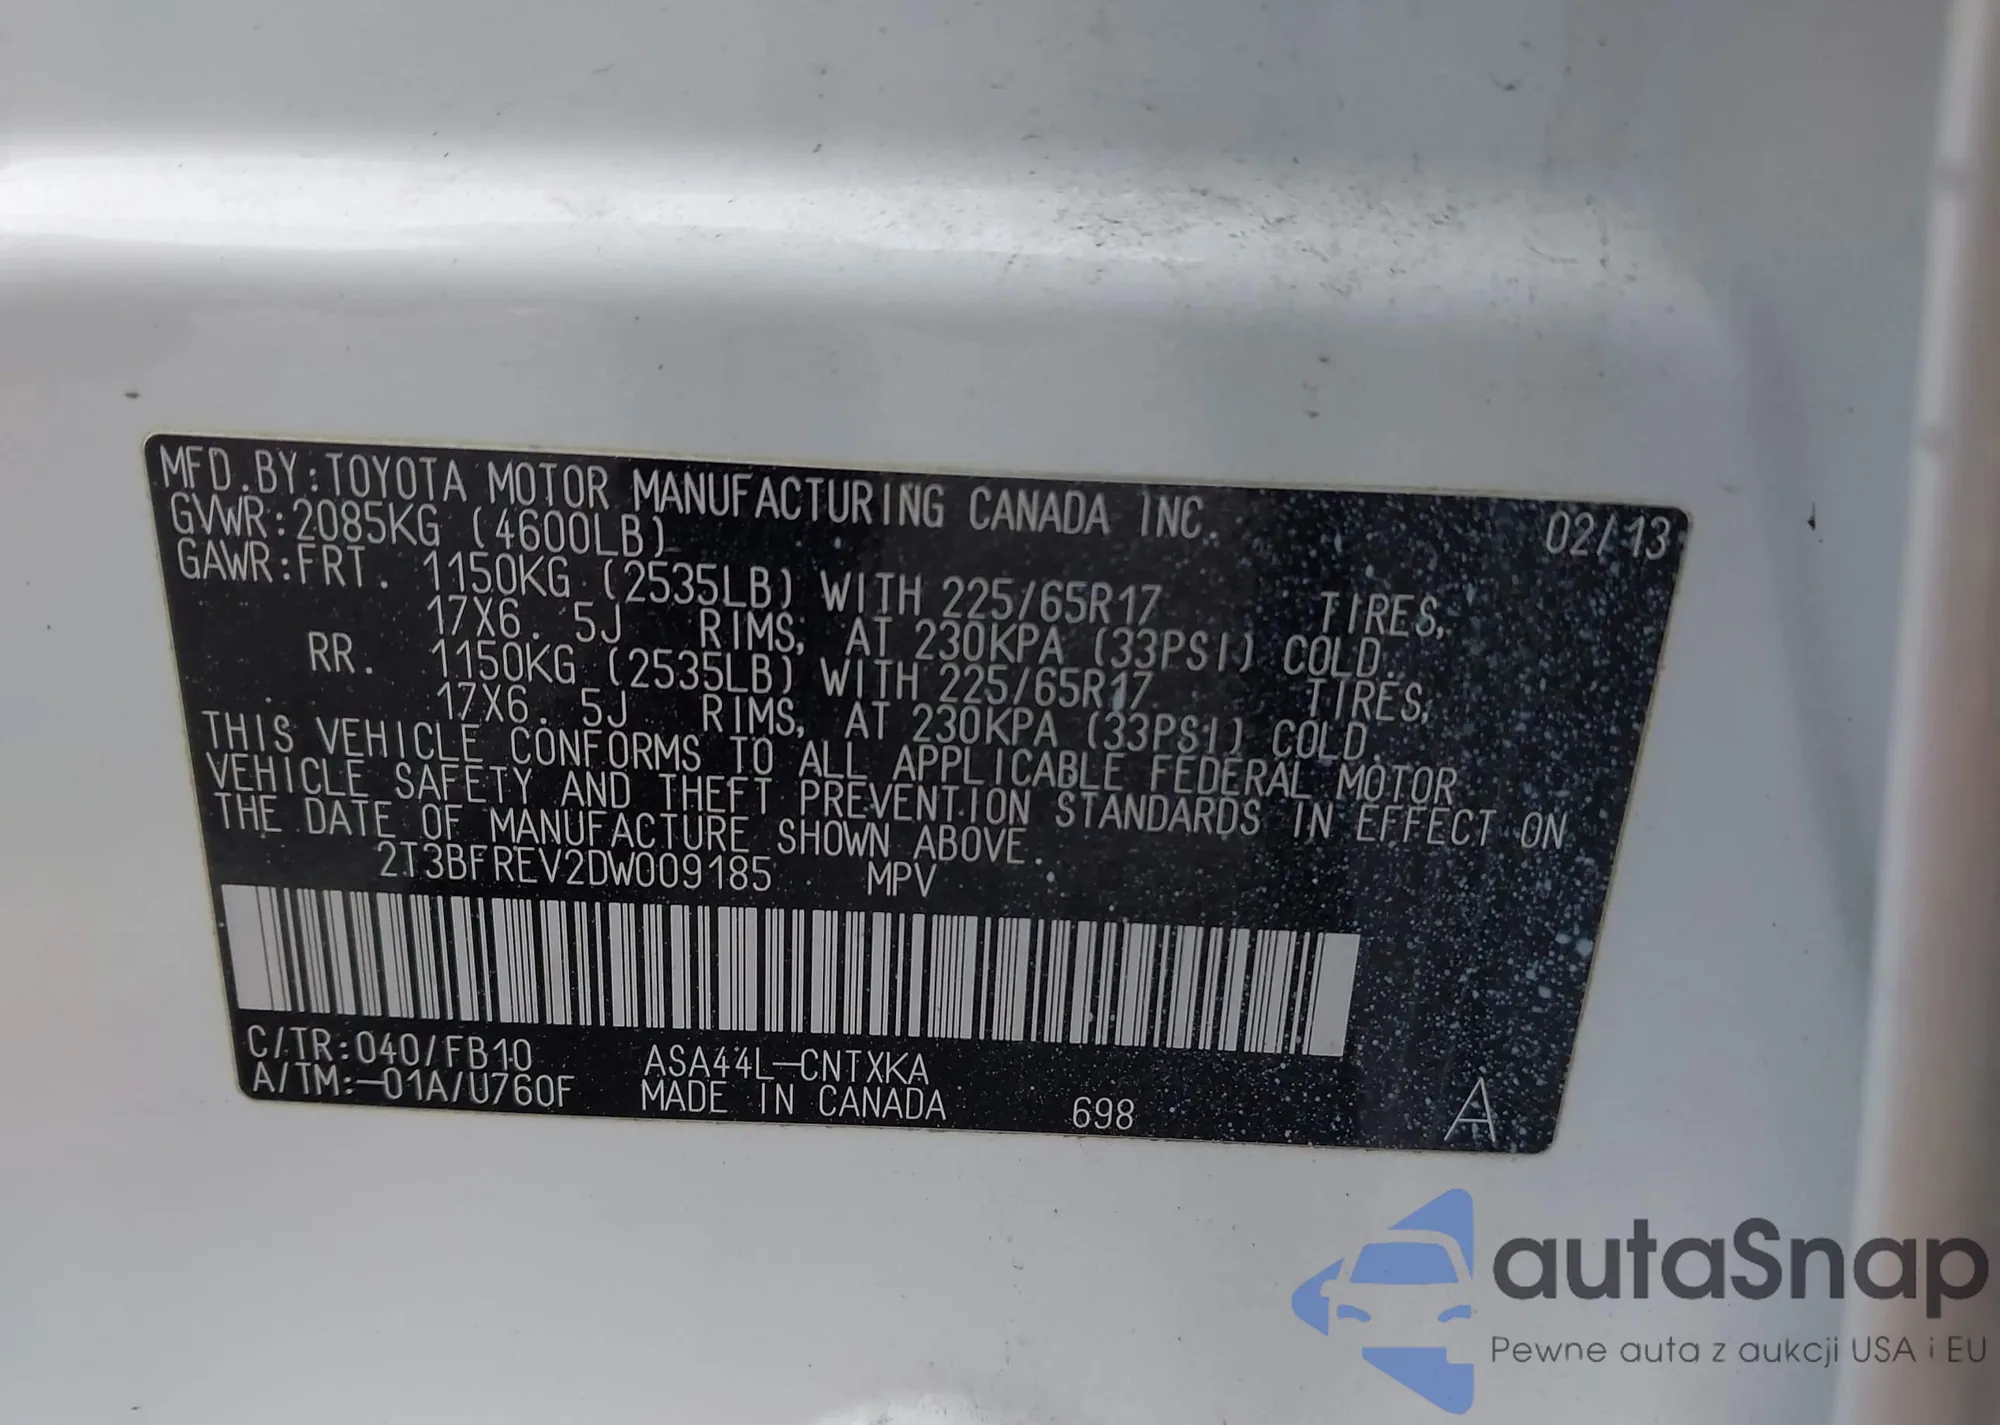 MFD.BY:TOYOTA MOTOR MANUFACTURING CANADA INC. 02/13
GVWR:2085KG (4600LB)
GAWR:FRT. 1150KG (2535LB) WITH 225/65R17 TIRES,
17X6.5J RIMS, AT 230KPA (33PSI) COLD.
RR. 1150KG (2535LB) WITH 225/65R17 TIRES,
17X6.5J RIMS, AT 230KPA (33PSI) COLD.
THIS VEHICLE CONFORMS TO ALL APPLICABLE FEDERAL MOTOR
VEHICLE SAFETY AND THEFT PREVENTION STANDARDS IN EFFECT ON
THE DATE OF MANUFACTURE SHOWN ABOVE.
2T3BFREV2DW009185 MPV
C/TR:040/FB10 ASA44L-CNTXKA
A/TM:-01A/U760F MADE IN CANADA 698 A
autaSnap
Pewne auta z aukcji USA i EU